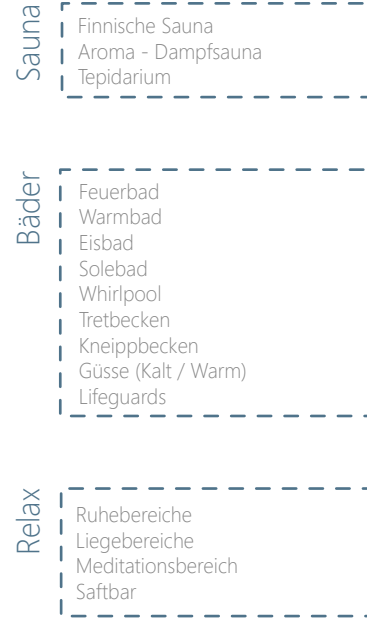 Sauna
Finnische Sauna
Aroma - Dampfsauna
Tepidarium
Bäder
Feuerbad
Warmbad
Eisbad
Solebad
Whirlpool
Tretbecken
Kneippbecken
Güsse (Kalt / Warm)
Lifeguards
Relax
Ruhebereiche
Liegebereiche
Meditationsbereich
Saftbar